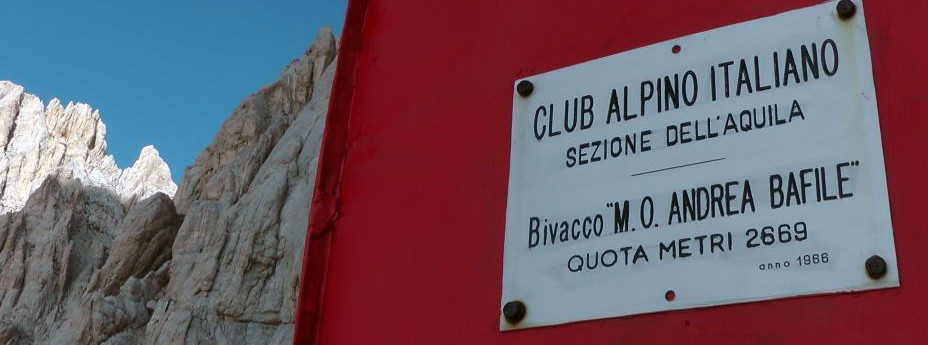 CLUB ALPINO ITALIANO
SEZIONE DELL'AQUILA
Bivacco "M.O. ANDREA BAFILE"
QUOTA METRI 2669
anno 1966